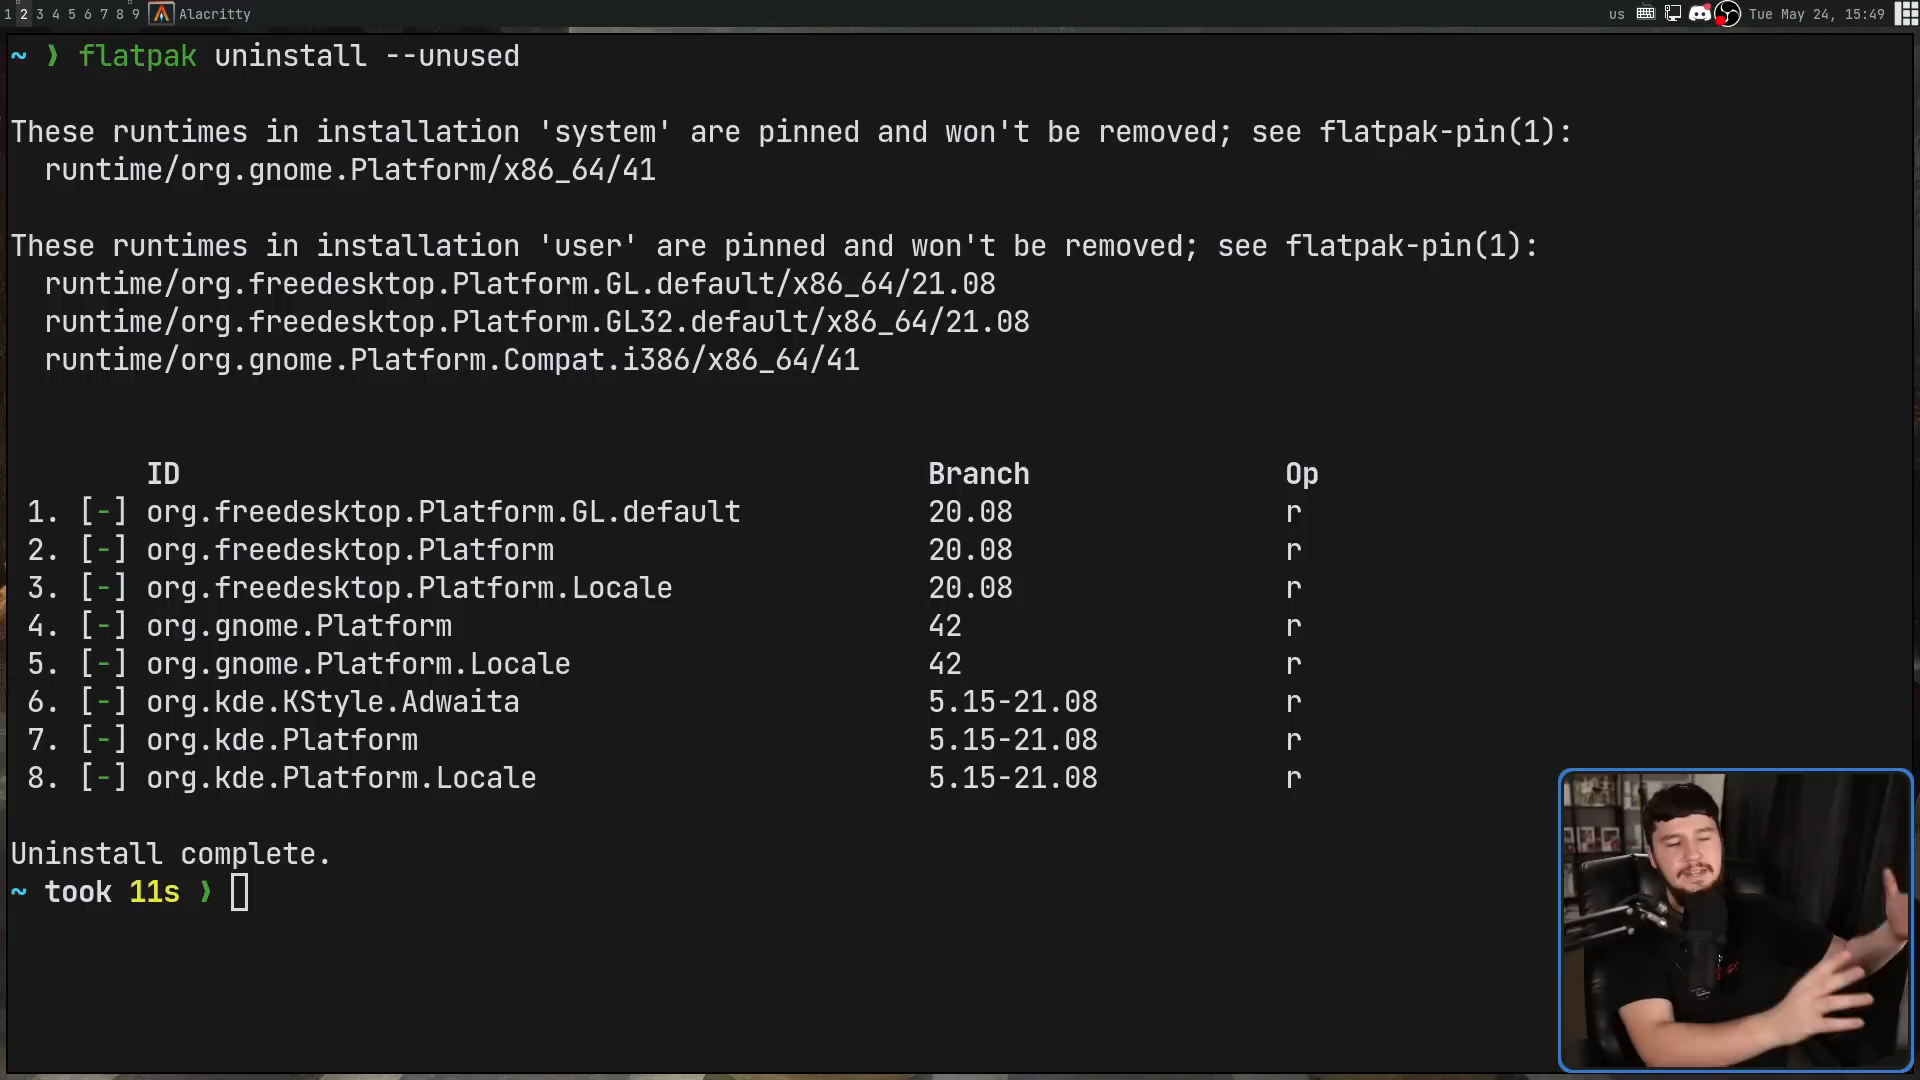 1 2 3 4 5 6 7 8 9 Alacritty us Tue May 24, 15:49
~ ❯ flatpak uninstall --unused
These runtimes in installation 'system' are pinned and won't be removed; see flatpak-pin(1):
runtime/org.gnome.Platform/x86_64/41
These runtimes in installation 'user' are pinned and won't be removed; see flatpak-pin(1):
runtime/org.freedesktop.Platform.GL.default/x86_64/21.08
runtime/org.freedesktop.Platform.GL32.default/x86_64/21.08
runtime/org.gnome.Platform.Compat.i386/x86_64/41
ID Branch Op
1. [-] org.freedesktop.Platform.GL.default 20.08 r
2. [-] org.freedesktop.Platform 20.08 r
3. [-] org.freedesktop.Platform.Locale 20.08 r
4. [-] org.gnome.Platform 42 r
5. [-] org.gnome.Platform.Locale 42 r
6. [-] org.kde.KStyle.Adwaita 5.15-21.08 r
7. [-] org.kde.Platform 5.15-21.08 r
8. [-] org.kde.Platform.Locale 5.15-21.08 r
Uninstall complete.
~ took 11s ❯